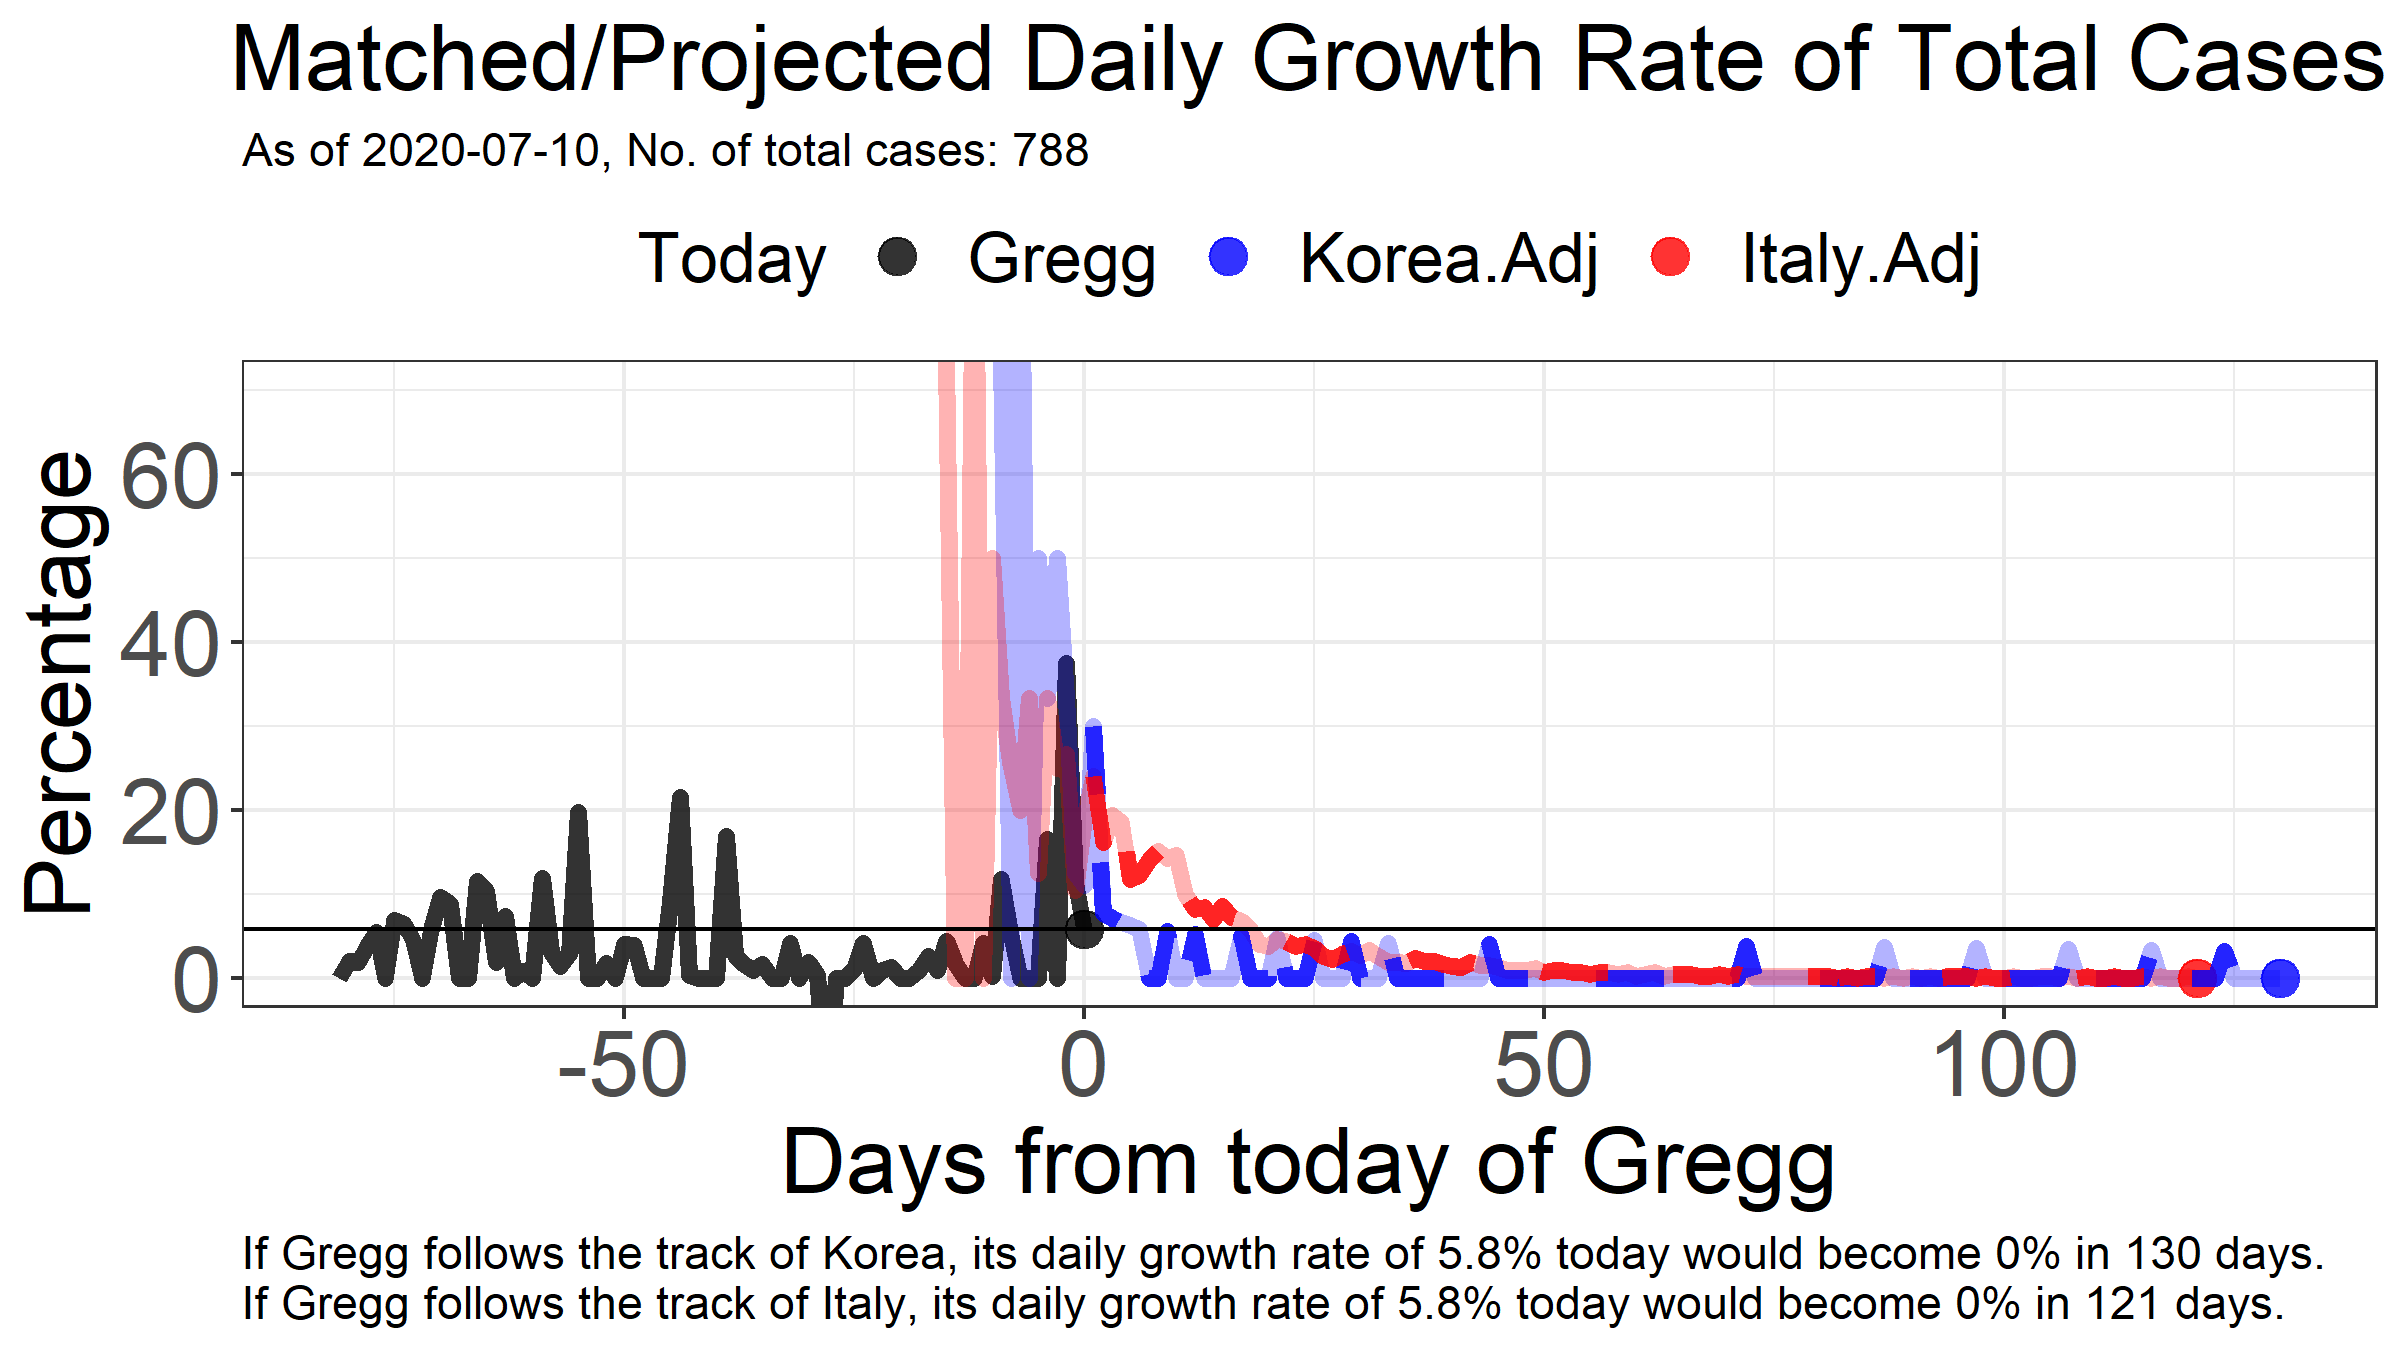 Matched/Projected Daily Growth Rate of Total Cases
As of 2020-07-10, No. of total cases: 788
Today Gregg Korea.Adj Italy.Adj
Percentage
60
40
20
0
-50 0 50 100
Days from today of Gregg
If Gregg follows the track of Korea, its daily growth rate of 5.8% today would become 0% in 130 days.
If Gregg follows the track of Italy, its daily growth rate of 5.8% today would become 0% in 121 days.